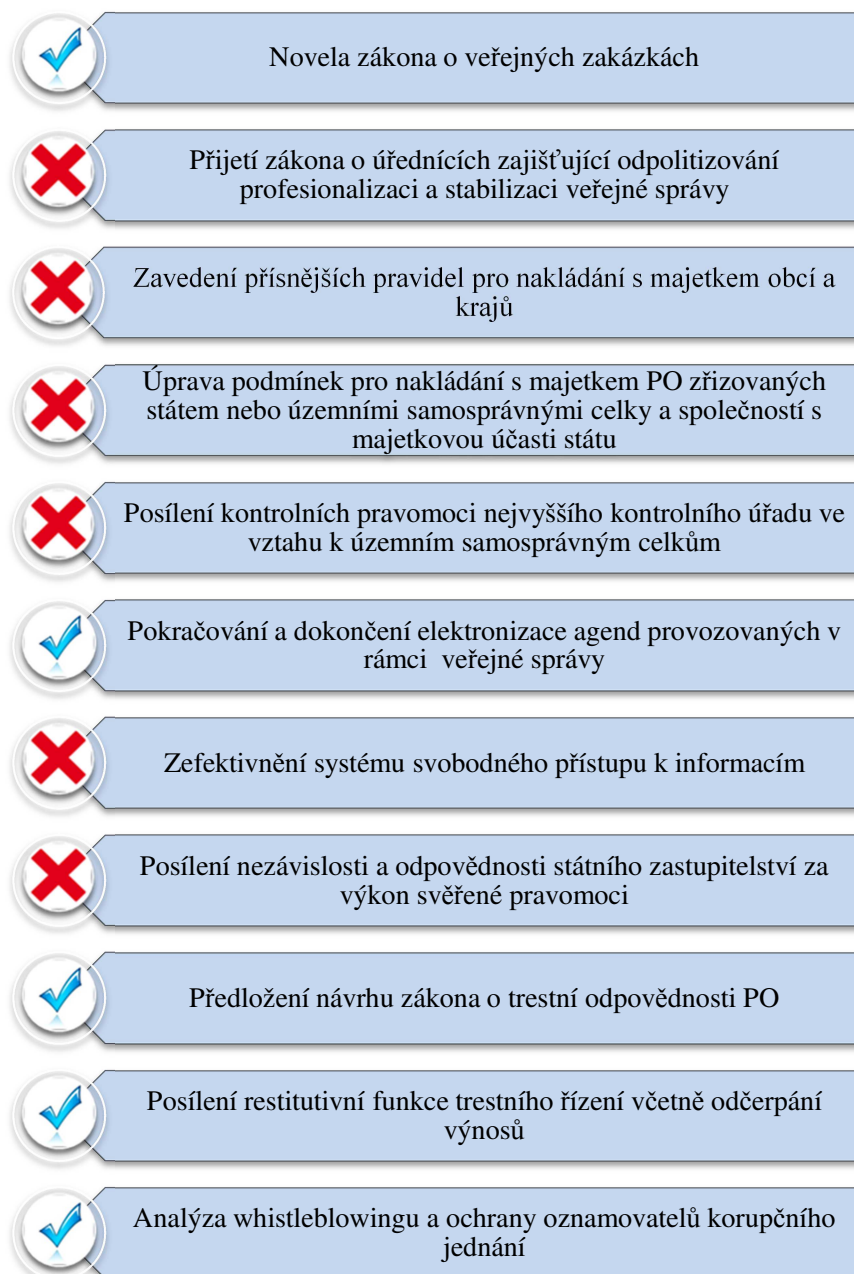 Novela zákona o veřejných zakázkách
Přijetí zákona o úřednících zajišťující odpolitizování
profesionalizaci a stabilizaci veřejné správy
Zavedení přísnějších pravidel pro nakládání s majetkem obcí a
krajů
Úprava podmínek pro nakládání s majetkem PO zřizovaných
státem nebo územními samosprávnými celky a společností s
majetkovou účasti státu
Posílení kontrolních pravomoci nejvyššího kontrolního úřadu ve
vztahu k územním samosprávným celkům
Pokračování a dokončení elektronizace agend provozovaných v
rámci veřejné správy
Zefektivnění systému svobodného přístupu k informacím
Posílení nezávislosti a odpovědnosti státního zastupitelství za
výkon svěřené pravomoci
Předložení návrhu zákona o trestní odpovědnosti PO
Posílení restitutivní funkce trestního řízení včetně odčerpání
výnosů
Analýza whistleblowingu a ochrany oznamovatelů korupčního
jednání